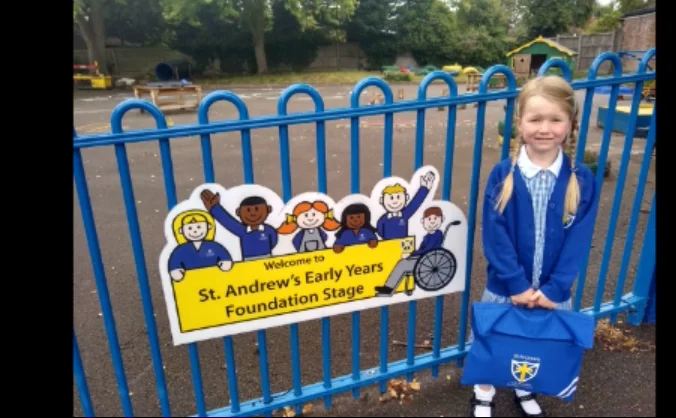 Welcome to
St. Andrew's Early Years
Foundation Stage